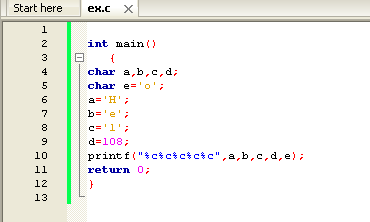 Start here ex.c
1
2 int main()
3 {
4 char a,b,c,d;
5 char e='o';
6 a='H';
7 b='e';
8 c='l';
9 d=108;
10 printf("%c%c%c%c%c",a,b,c,d,e);
11 return 0;
12 }
13